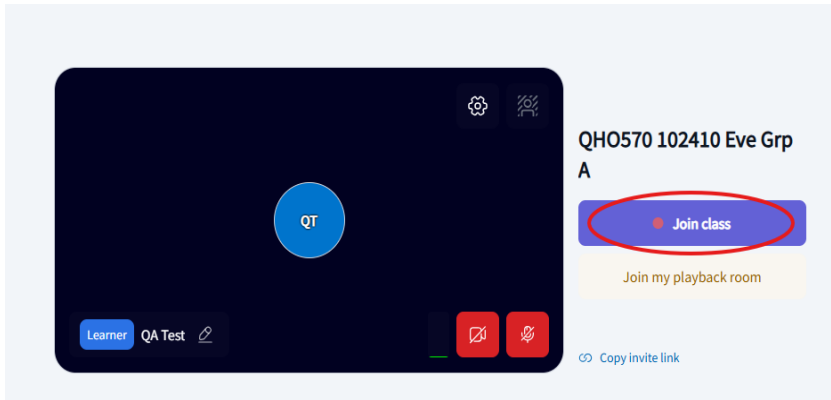 QT
Learner QA Test
QHO570 102410 Eve Grp
A
Join class
Join my playback room
Copy invite link